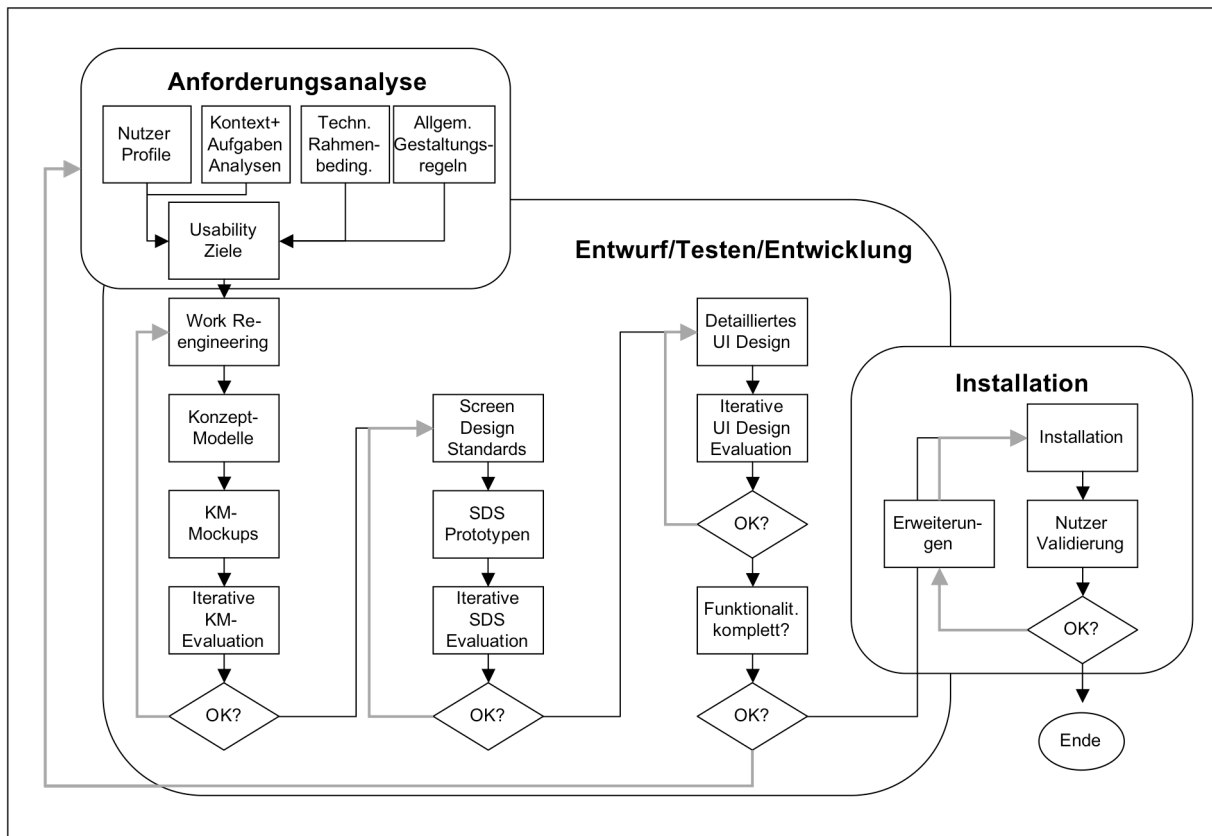 Anforderungsanalyse
Nutzer
Profile
Kontext+
Aufgaben
Analysen
Techn.
Rahmen-
beding.
Allgem.
Gestaltungs-
regeln
Usability
Ziele
Entwurf/Testen/Entwicklung
Work Re-
engineering
Konzept-
Modelle
KM-
Mockups
Iterative
KM-
Evaluation
OK?
Screen
Design
Standards
SDS
Prototypen
Iterative
SDS
Evaluation
OK?
Detailliertes
UI Design
Iterative
UI Design
Evaluation
OK?
Funktionalit.
komplett?
OK?
Installation
Installation
Erweiterun-
gen
Nutzer
Validierung
OK?
Ende